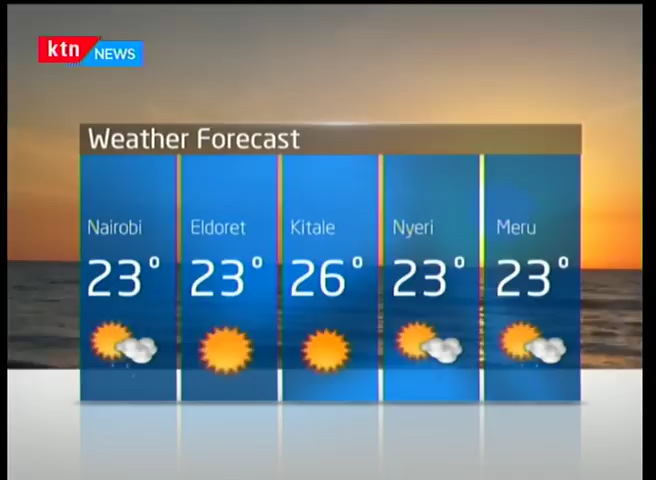 ktn NEWS
Weather Forecast
Nairobi Eldoret Kitale Nyeri Meru
23° 23° 26° 23° 23°